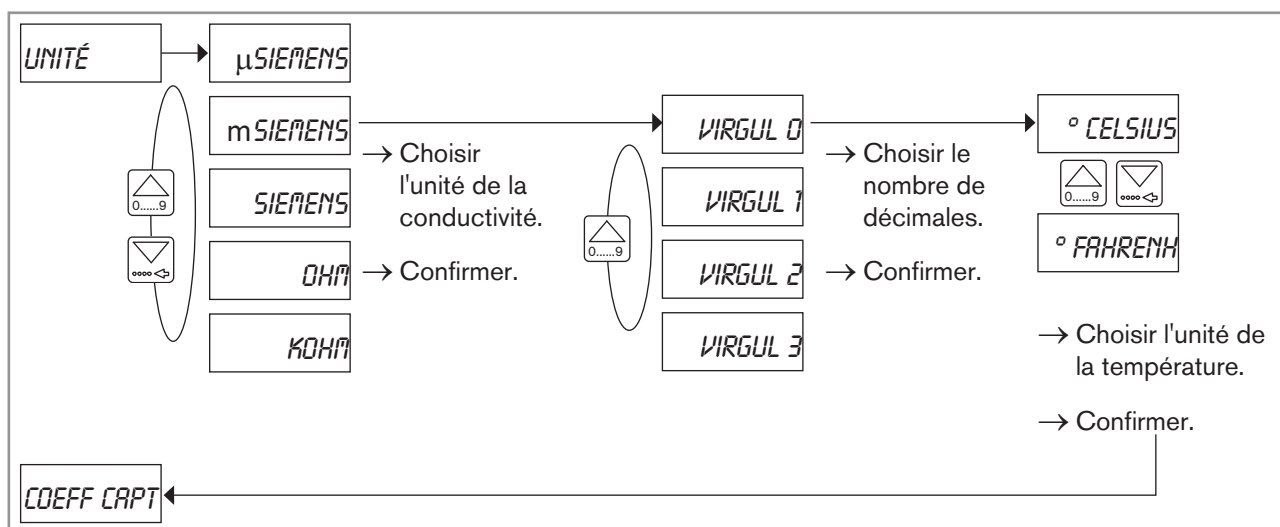 UNITÉ
µSIEMENS
mSIEMENS
SIEMENS
OHM
KOHM
0......9
→ Choisir
l'unité de la
conductivité.
→ Confirmer.
VIRGUL 0
VIRGUL 1
VIRGUL 2
VIRGUL 3
0......9
→ Choisir le
nombre de
décimales.
→ Confirmer.
° CELSIUS
0......9
° FAHRENH
→ Choisir l'unité de
la température.
→ Confirmer.
COEFF CAPT